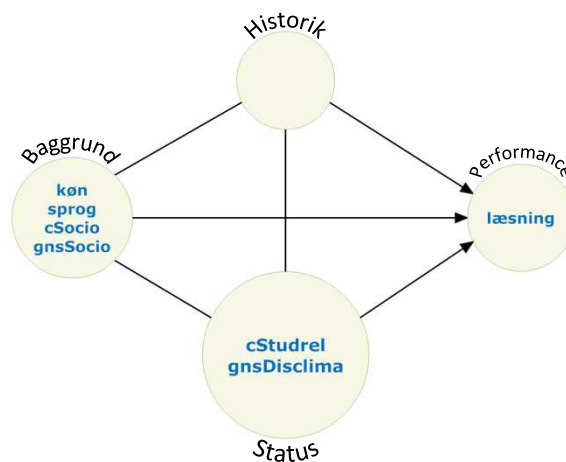 Historik
Baggrund
køn
sprog
cSocio
gnsSocio
Performance
læsning
cStudrel
gnsDisclima
Status